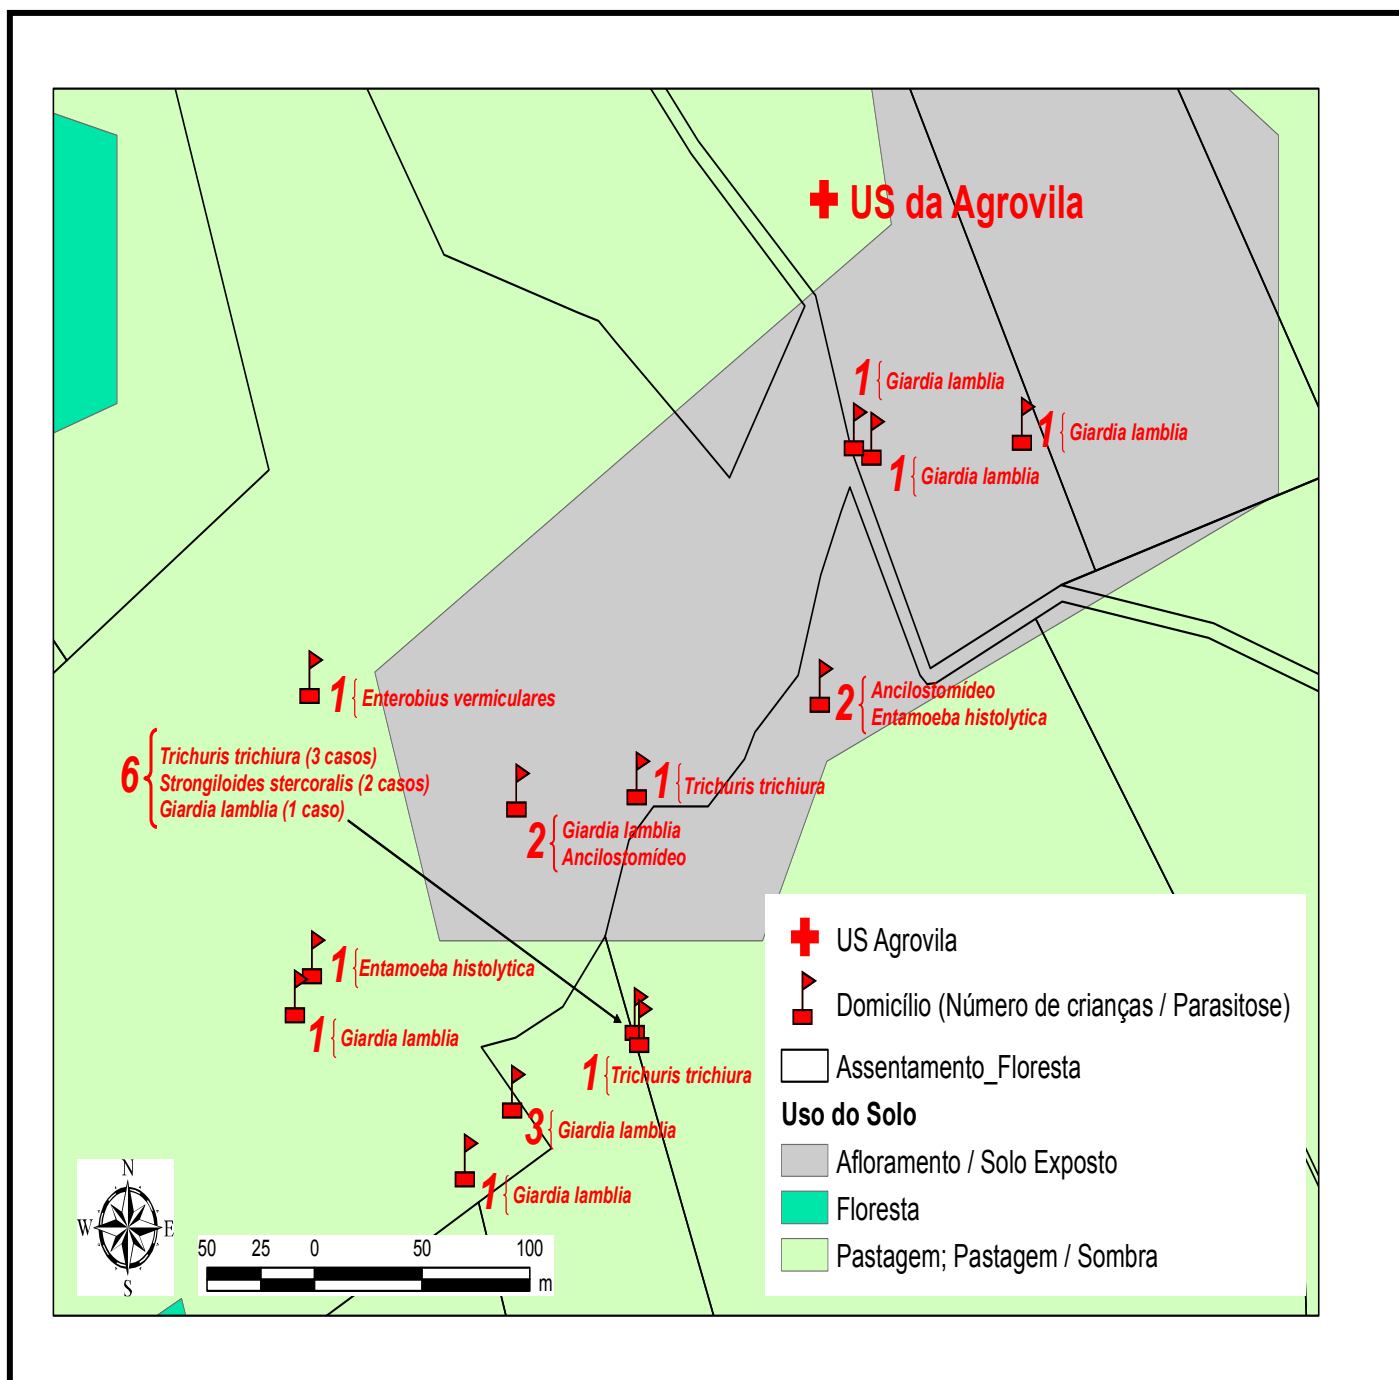 US da Agrovila
1 { Giardia lamblia
1 { Giardia lamblia
1 { Giardia lamblia
1 { Enterobius vermiculares
2 { Ancilostomídeo
Entamoeba histolytica
6 { Trichuris trichiura (3 casos)
Strongiloides stercoralis (2 casos)
Giardia lamblia (1 caso)
1 { Trichuris trichiura
2 { Giardia lamblia
Ancilostomídeo
1 { Entamoeba histolytica
1 { Giardia lamblia
1 { Trichuris trichiura
3 { Giardia lamblia
1 { Giardia lamblia
US Agrovila
Domicílio (Número de crianças / Parasitose)
Assentamento_Floresta
Uso do Solo
Afloramento / Solo Exposto
Floresta
Pastagem; Pastagem / Sombra
N
W E
S
50 25 0 50 100
m